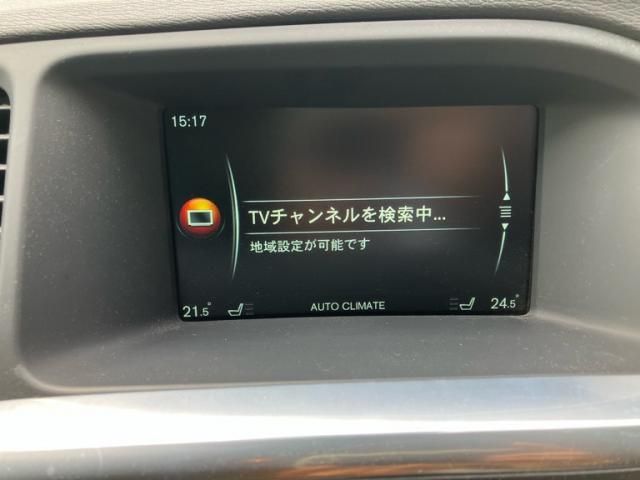 15:17
TVチャンネルを検索中...
地域設定が可能です
21.5° AUTO CLIMATE 24.5°